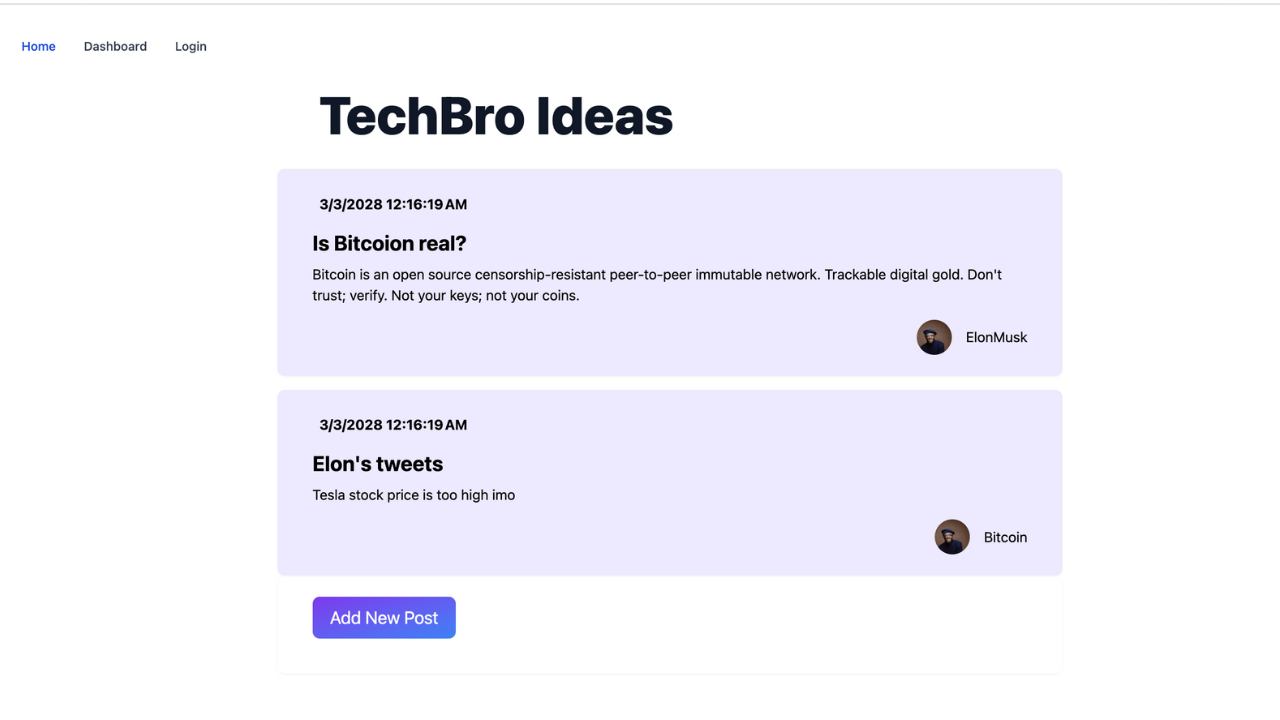 Home Dashboard Login
TechBro Ideas
3/3/2028 12:16:19 AM
Is Bitcoion real?
Bitcoin is an open source censorship-resistant peer-to-peer immutable network. Trackable digital gold. Don't
trust; verify. Not your keys; not your coins.
ElonMusk
3/3/2028 12:16:19 AM
Elon's tweets
Tesla stock price is too high imo
Bitcoin
Add New Post